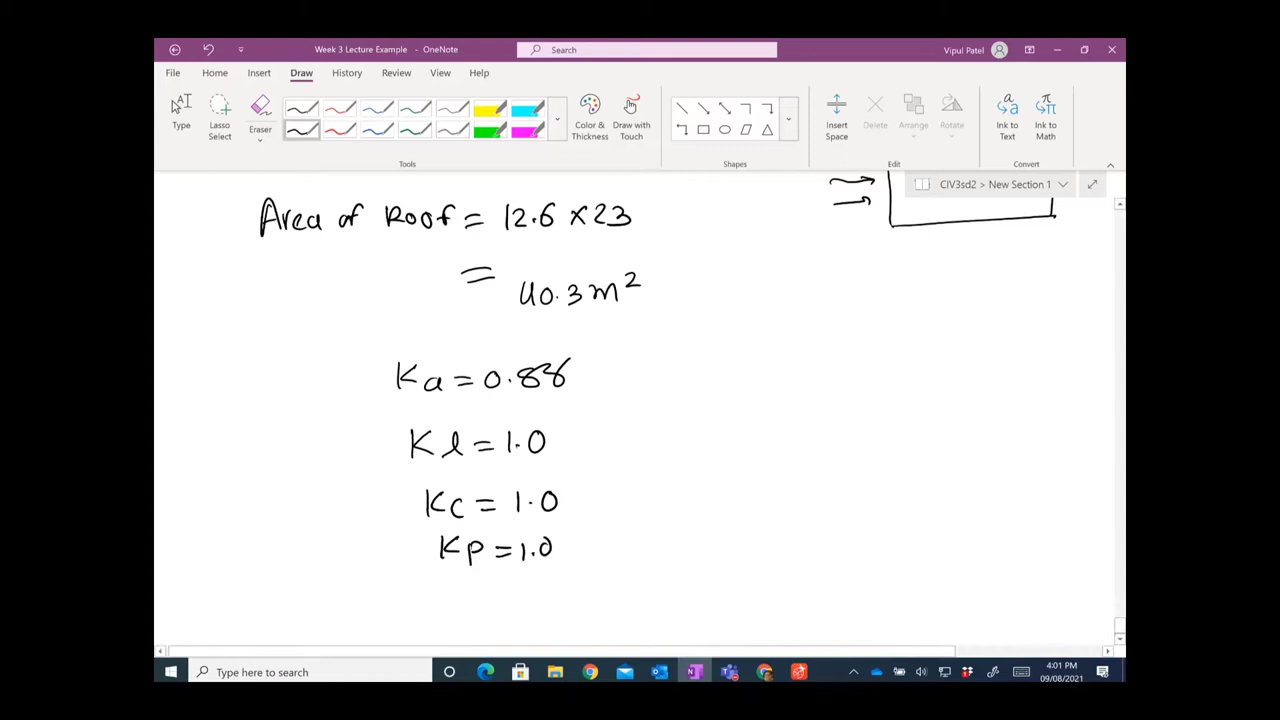 Week 3 Lecture Example - OneNote
Search
Vipul Patel
File Home Insert Draw History Review View Help
Type
Lasso Select
Eraser
Color & Thickness
Draw with Touch
Insert Space
Delete
Arrange
Rotate
Ink to Text
Ink to Math
Tools
Shapes
Edit
Convert
CIV3sd2 > New Section 1
Area of Roof = 12.6 × 23
= 40.3 m²
Ka = 0.88
Kl = 1.0
Kc = 1.0
Kp = 1.0
Type here to search
4:01 PM
09/08/2021